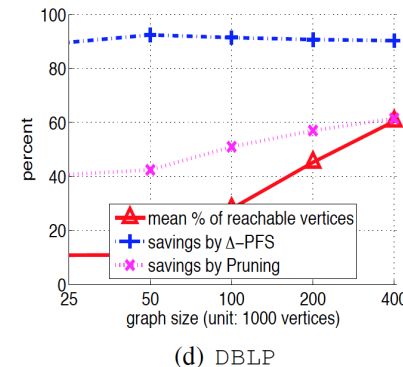 100
80
60
40
20
0
percent
mean % of reachable vertices
savings by Δ-PFS
savings by Pruning
25 50 100 200 400
graph size (unit: 1000 vertices)
(d) DBLP